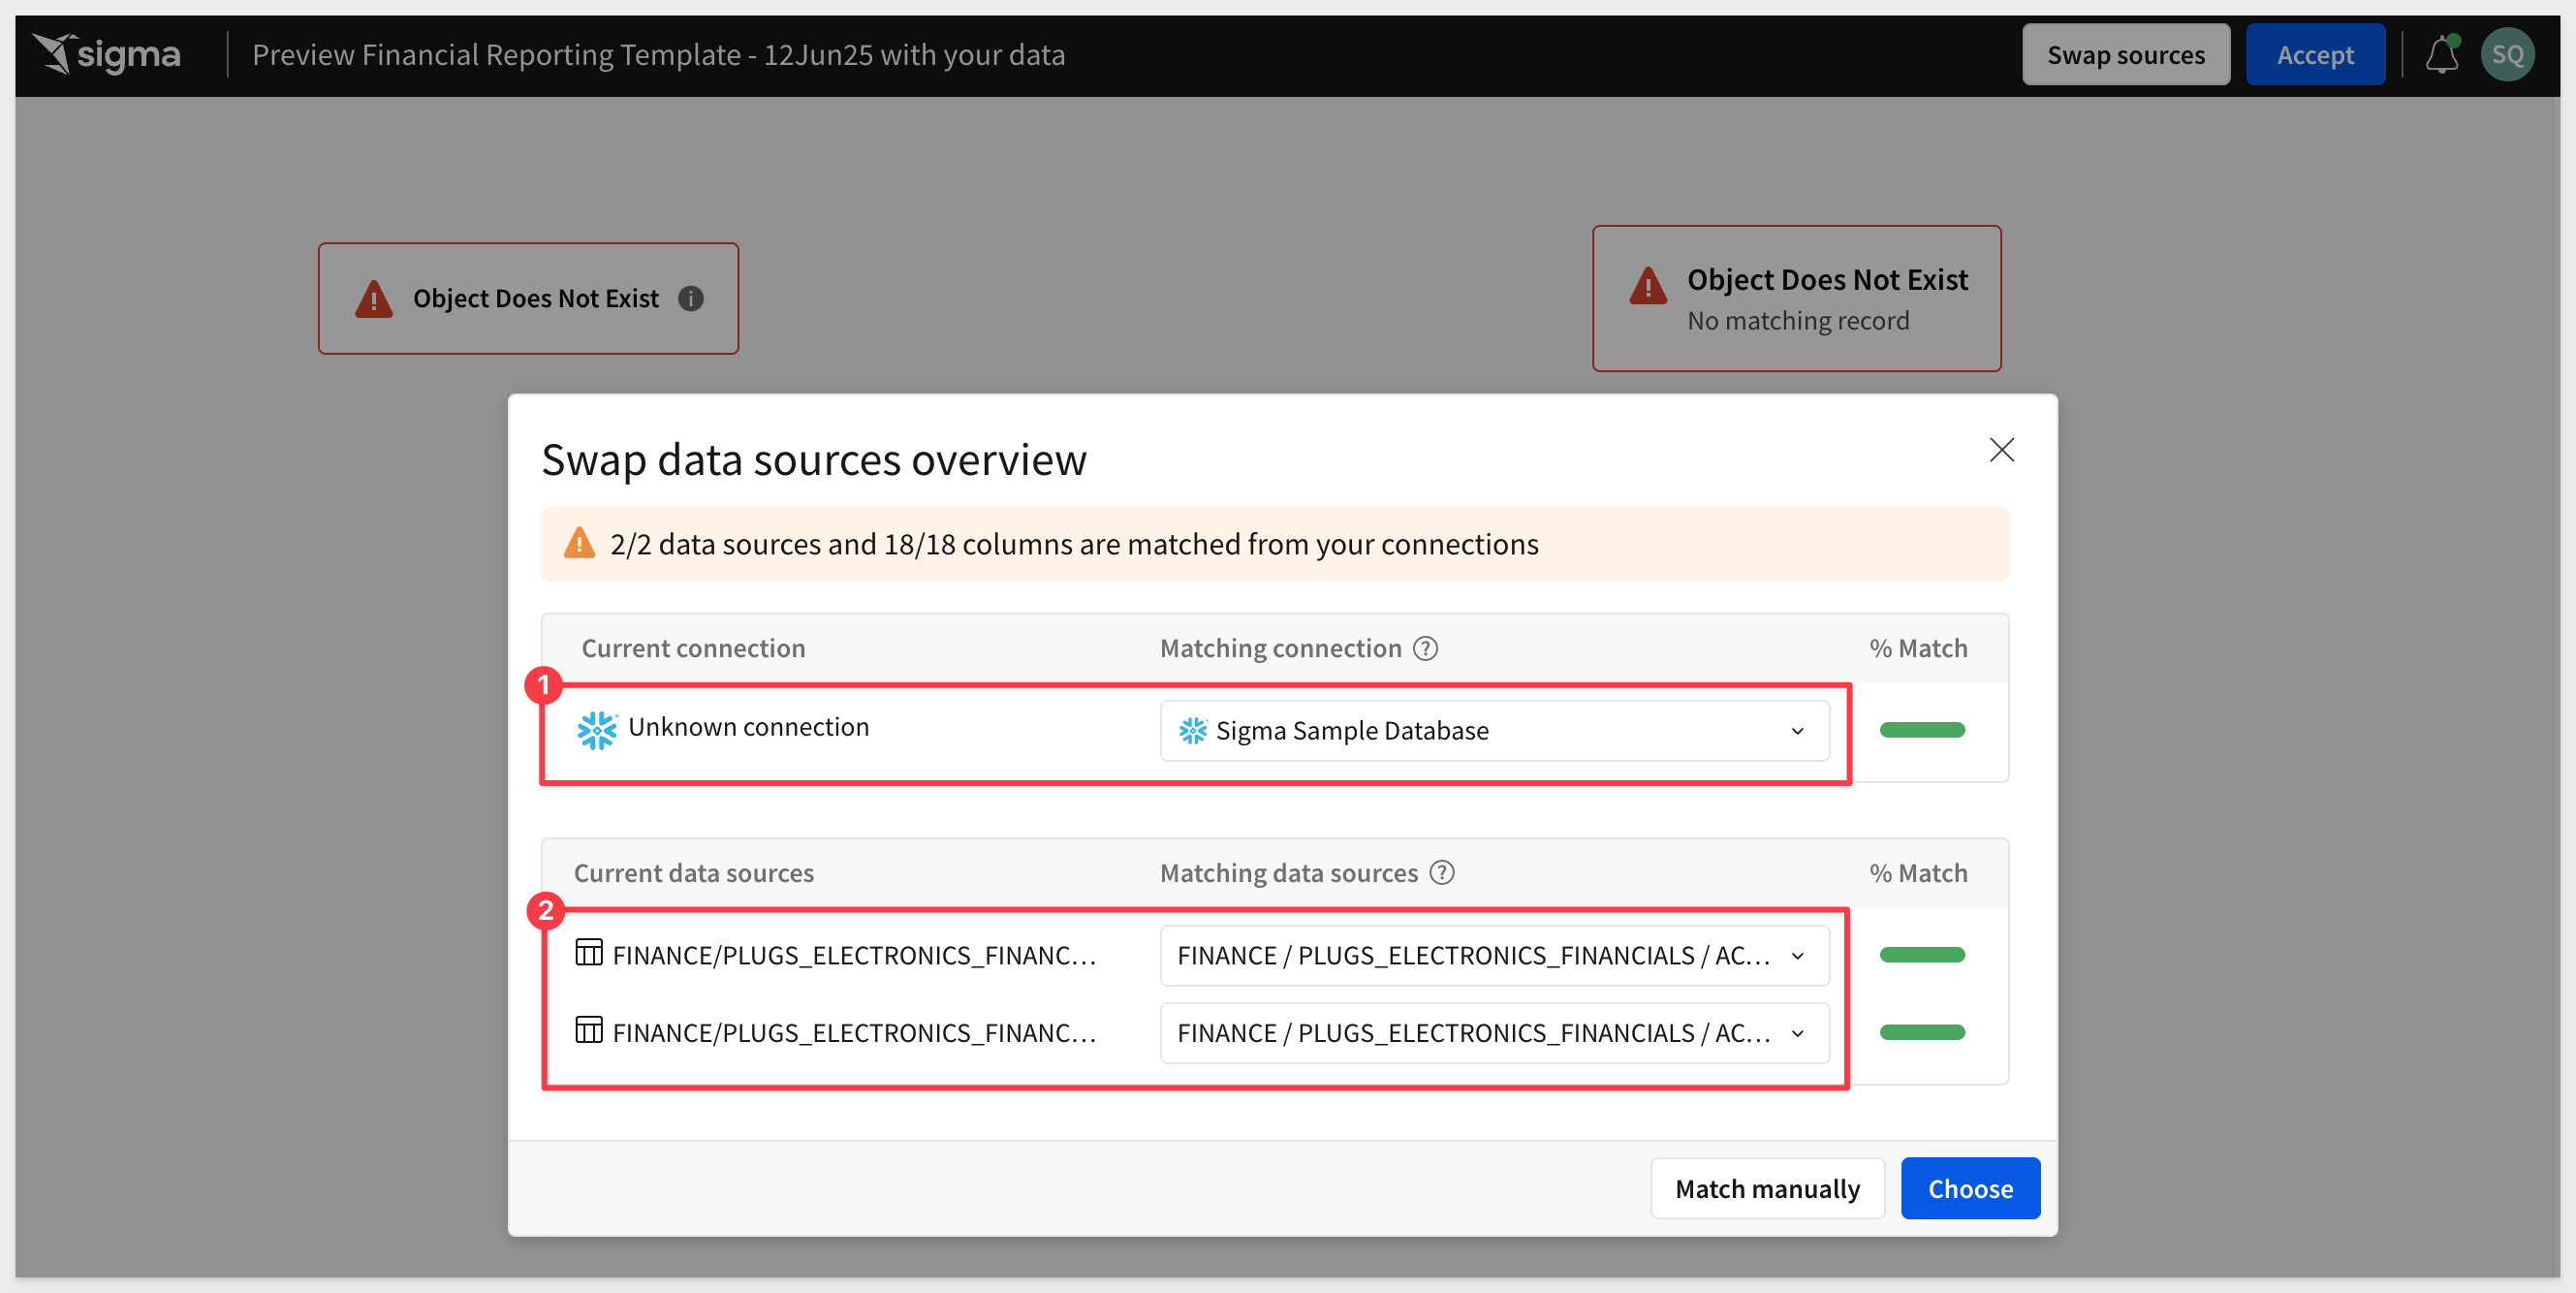 sigma
Preview Financial Reporting Template - 12Jun25 with your data
Swap sources
Accept
SQ
Object Does Not Exist
Object Does Not Exist
No matching record
Swap data sources overview
2/2 data sources and 18/18 columns are matched from your connections
Current connection
Matching connection
% Match
1
Unknown connection
Sigma Sample Database
Current data sources
Matching data sources
% Match
2
FINANCE/PLUGS_ELECTRONICS_FINANC...
FINANCE / PLUGS_ELECTRONICS_FINANCIALS / AC...
FINANCE/PLUGS_ELECTRONICS_FINANC...
FINANCE / PLUGS_ELECTRONICS_FINANCIALS / AC...
Match manually
Choose